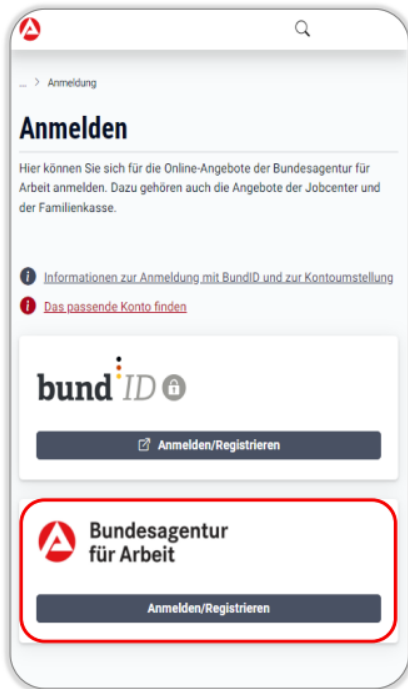 ... > Anmeldung
Anmelden
Hier können Sie sich für die Online-Angebote der Bundesagentur für
Arbeit anmelden. Dazu gehören auch die Angebote der Jobcenter und
der Familienkasse.
Informationen zur Anmeldung mit BundID und zur Kontoumstellung
Das passende Konto finden
bundID
Anmelden/Registrieren
Bundesagentur
für Arbeit
Anmelden/Registrieren